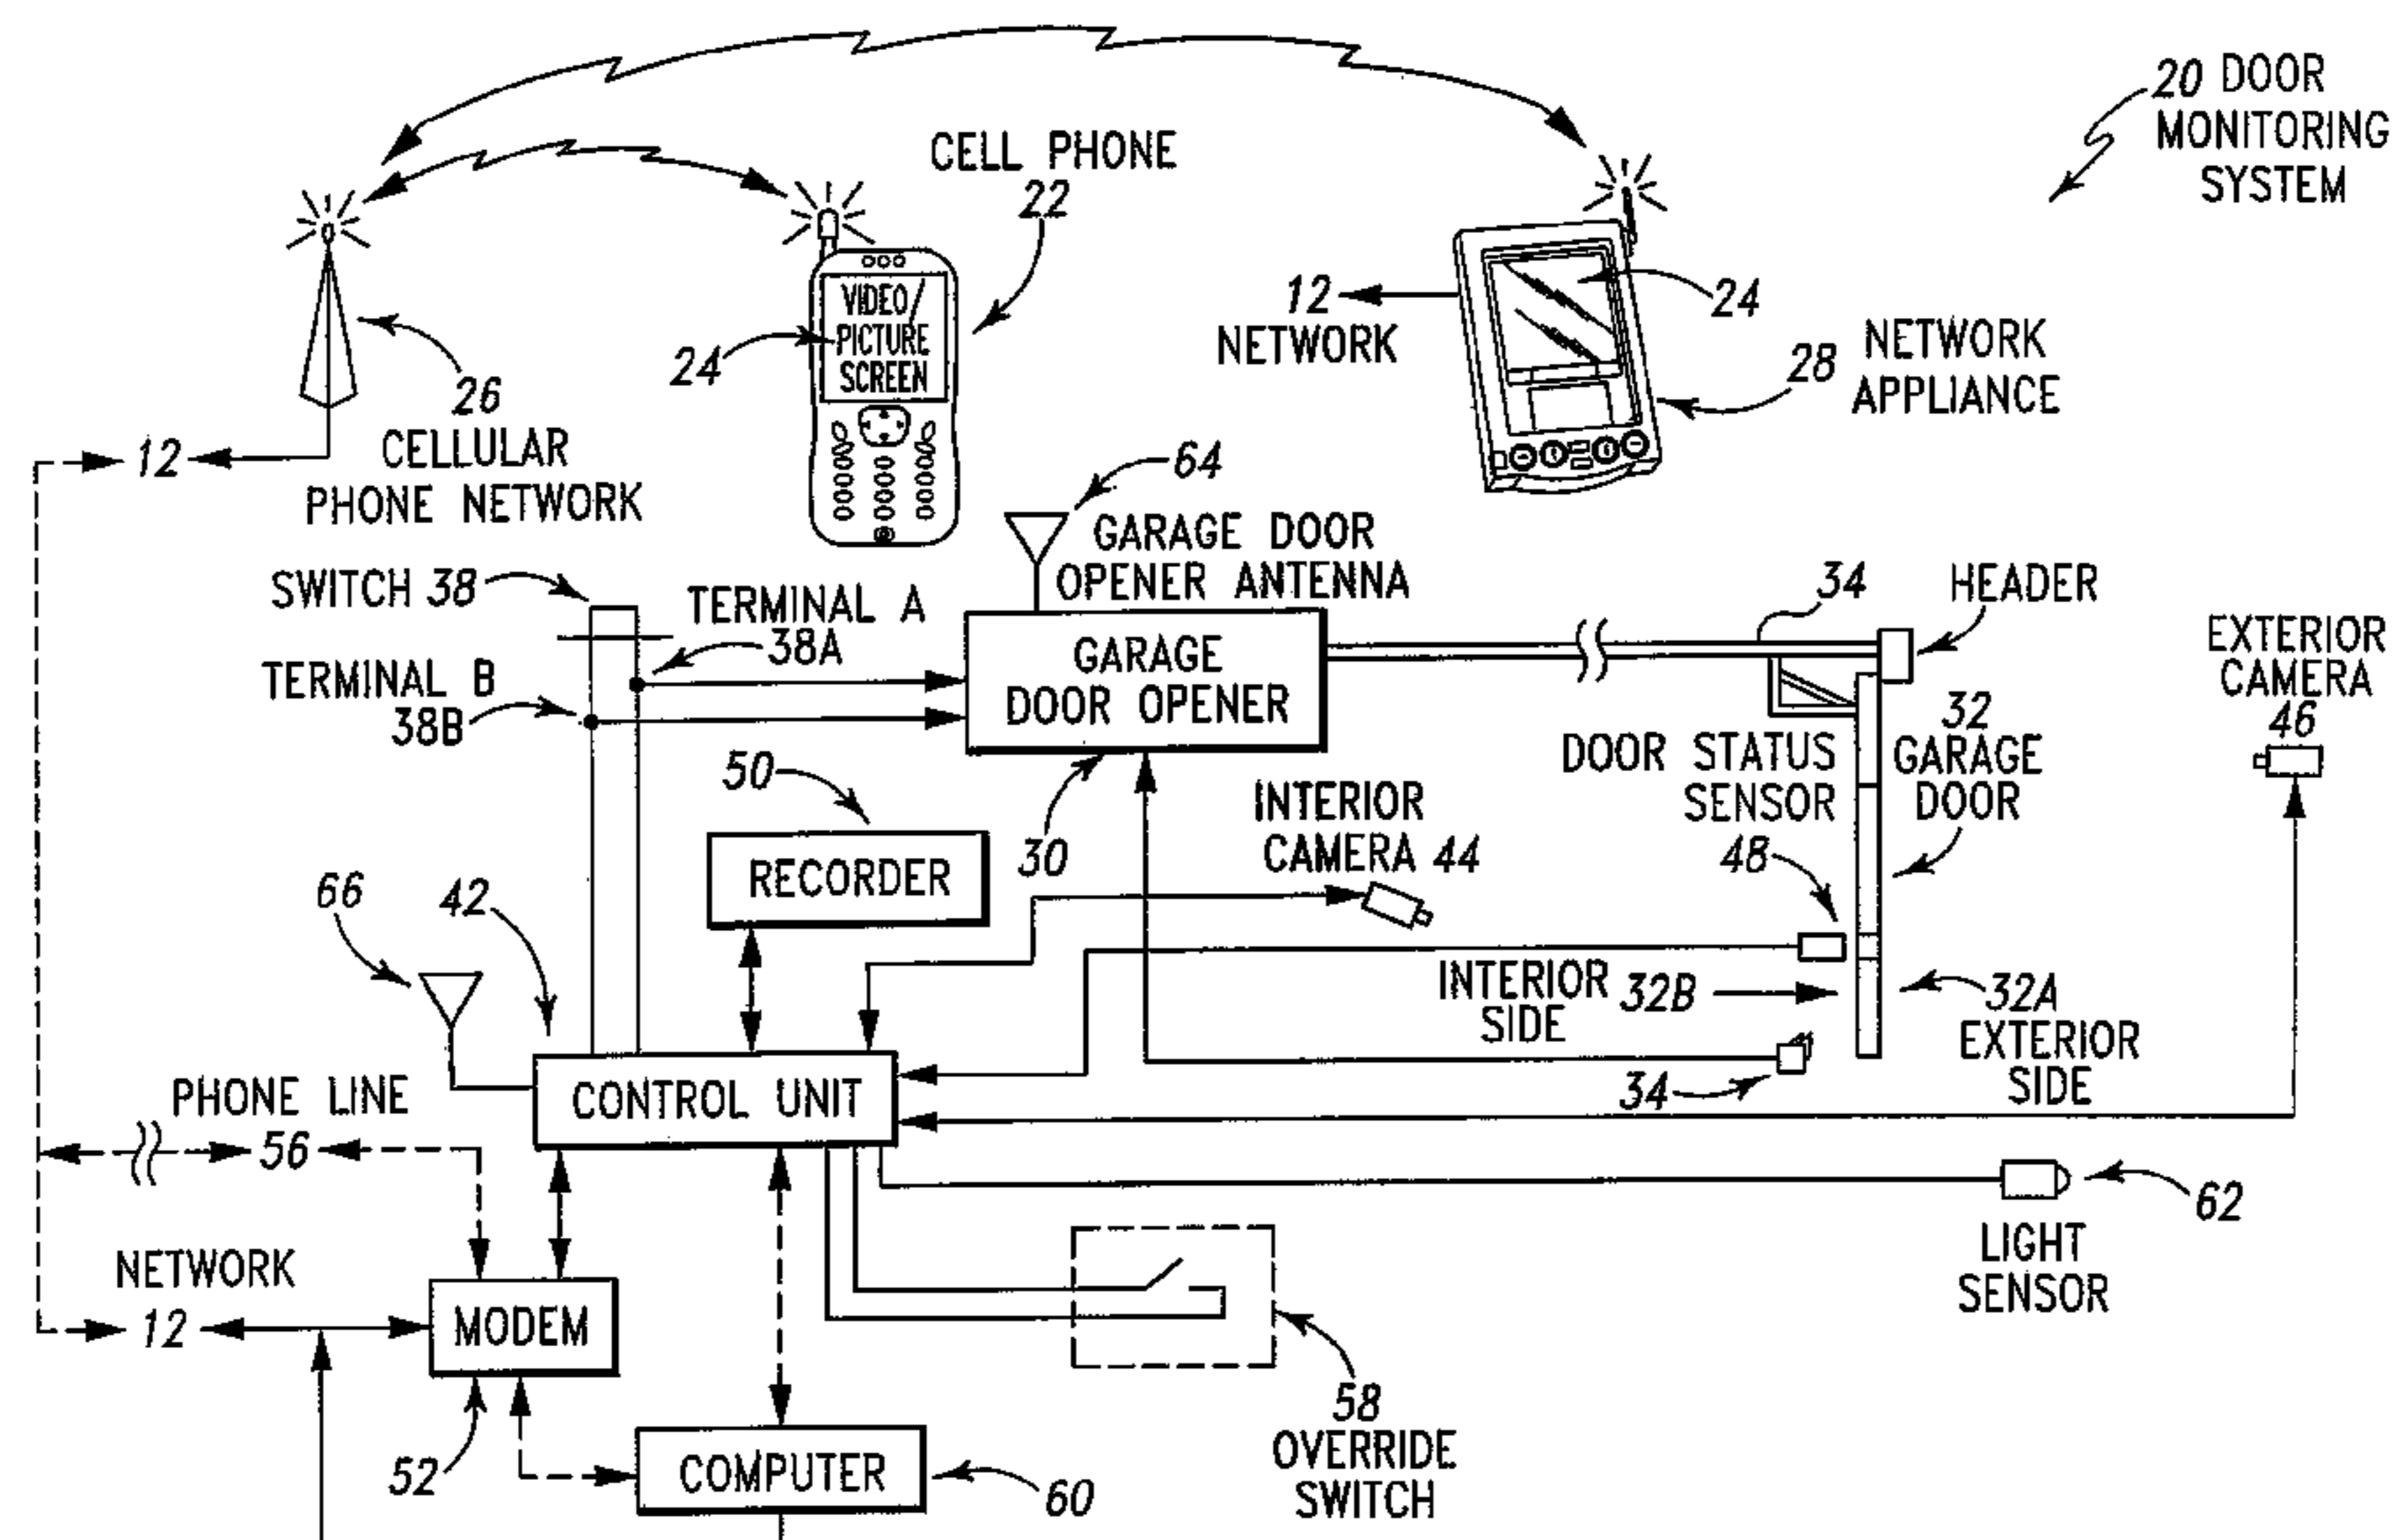 20 DOOR
MONITORING
SYSTEM
CELL PHONE
22
VIDEO/
PICTURE
SCREEN
24
12
NETWORK
24
28
NETWORK
APPLIANCE
26
CELLULAR
PHONE NETWORK
12
64
GARAGE DOOR
OPENER ANTENNA
SWITCH 38
TERMINAL A
38A
TERMINAL B
38B
GARAGE
DOOR OPENER
30
34
HEADER
EXTERIOR
CAMERA
46
32
GARAGE
DOOR
DOOR STATUS
SENSOR
48
50
RECORDER
INTERIOR
CAMERA 44
66
42
INTERIOR
SIDE
32B
32A
EXTERIOR
SIDE
34
CONTROL UNIT
PHONE LINE
56
62
LIGHT
SENSOR
NETWORK
12
MODEM
52
58
OVERRIDE
SWITCH
COMPUTER
60